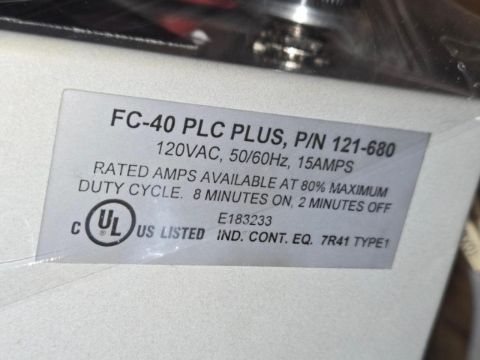 FC-40 PLC PLUS, P/N 121-680
120VAC, 50/60Hz, 15AMPS
RATED AMPS AVAILABLE AT 80% MAXIMUM
DUTY CYCLE. 8 MINUTES ON, 2 MINUTES OFF
E183233
C UL US LISTED IND. CONT. EQ. 7R41 TYPE1